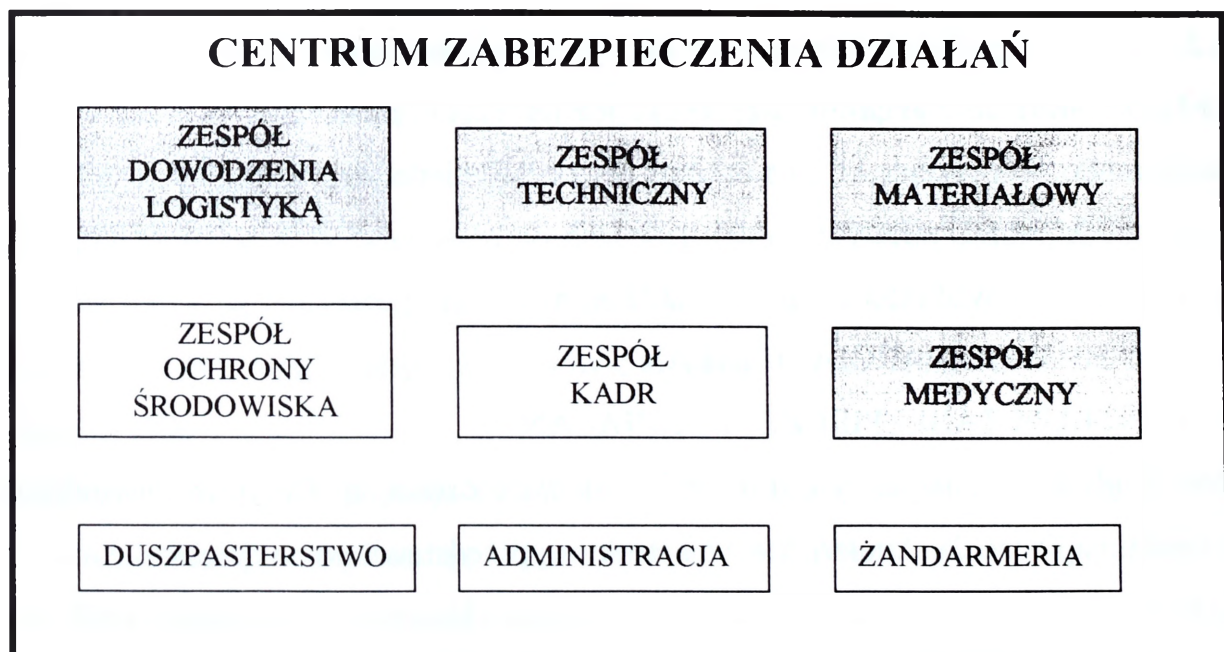 CENTRUM ZABEZPIECZENIA DZIAŁAŃ
ZESPÓŁ
DOWODZENIA
LOGISTYKĄ
ZESPÓŁ
TECHNICZNY
ZESPÓŁ
MATERIAŁOWY
ZESPÓŁ
OCHRONY
ŚRODOWISKA
ZESPÓŁ
KADR
ZESPÓŁ
MEDYCZNY
DUSZPASTERSTWO
ADMINISTRACJA
ŻANDARMERIA